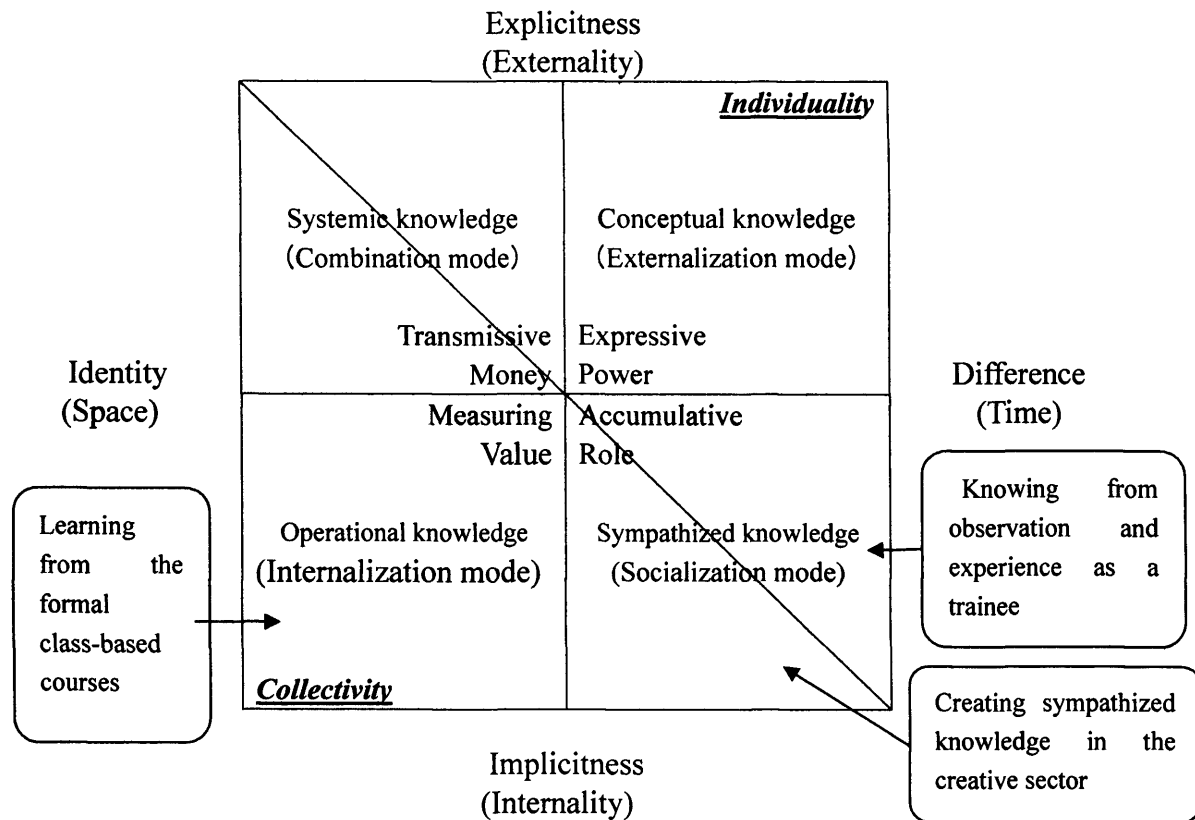 Explicitness
(Externality)
Individuality
Systemic knowledge
(Combination mode)
Conceptual knowledge
(Externalization mode)
Transmissive
Money
Expressive
Power
Identity
(Space)
Difference
(Time)
Measuring
Value
Accumulative
Role
Learning
from the
formal
class-based
courses
Operational knowledge
(Internalization mode)
Sympathized knowledge
(Socialization mode)
Knowing from
observation and
experience as a
trainee
Collectivity
Creating sympathized
knowledge in the
creative sector
Implicitness
(Internality)